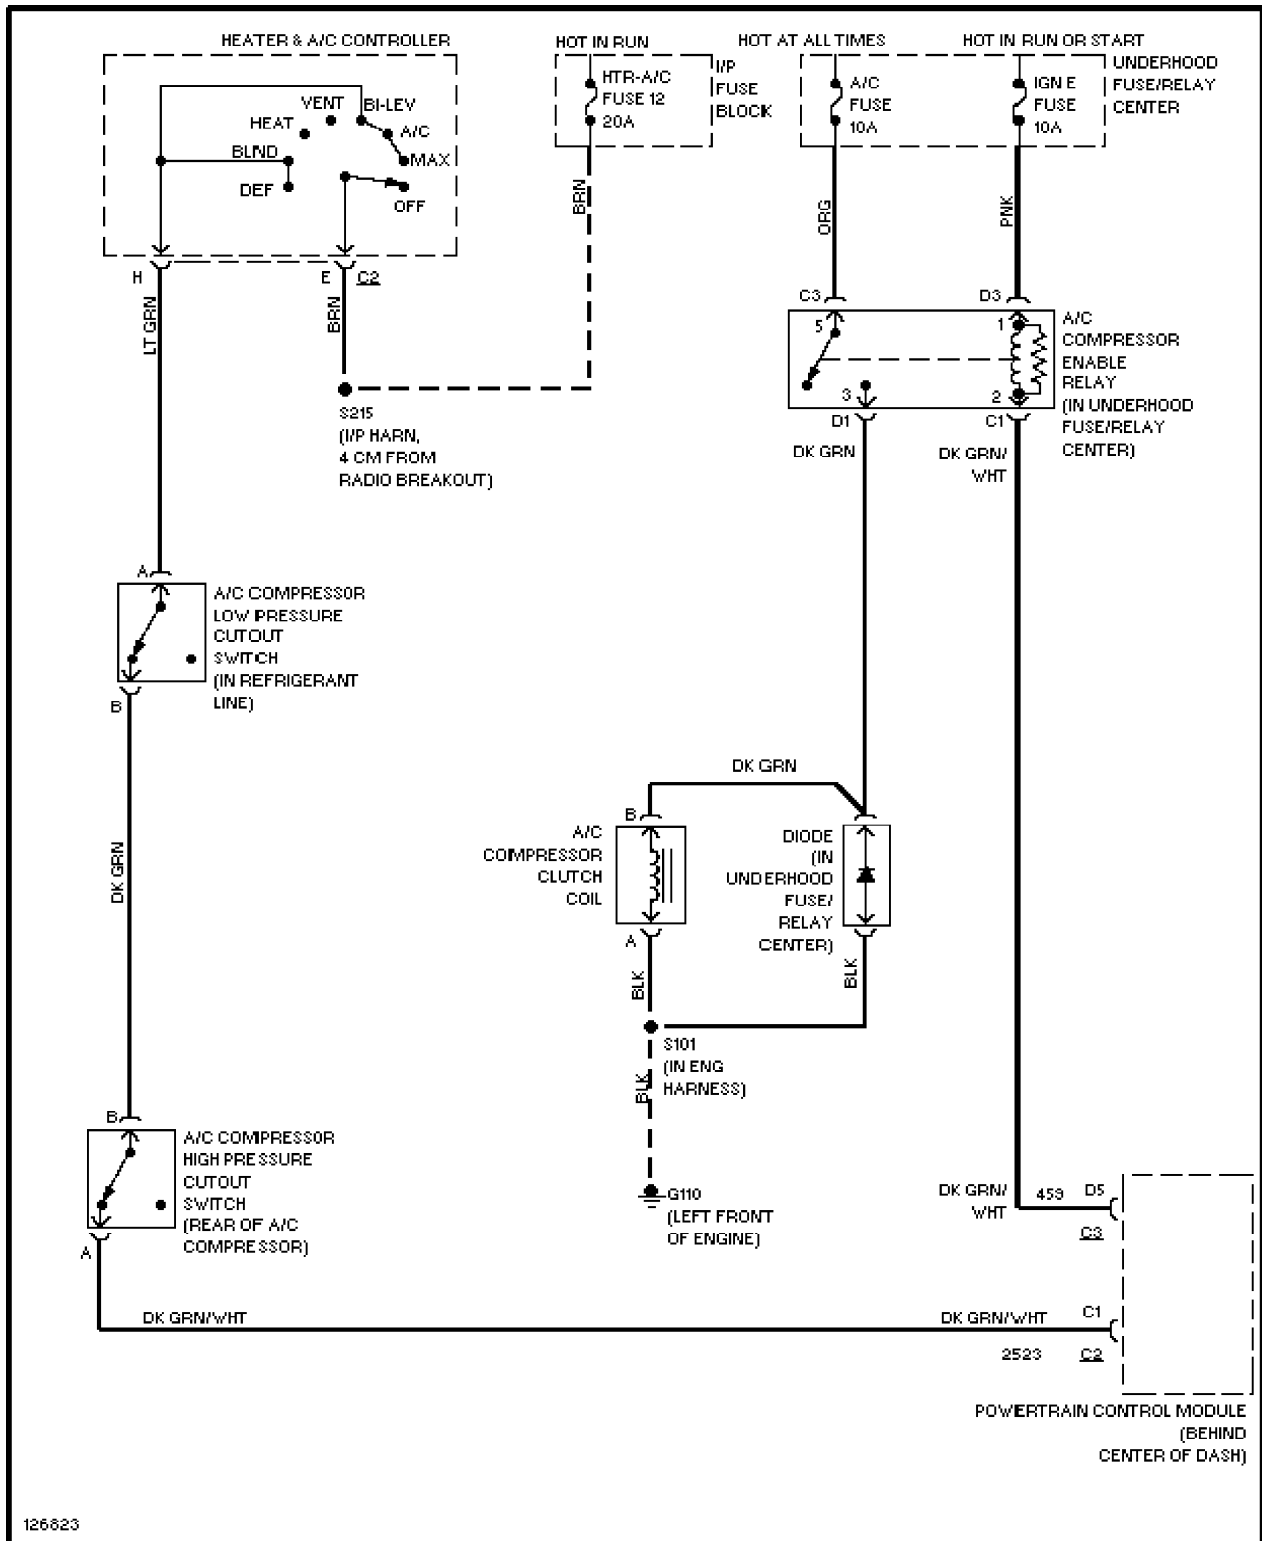 HEATER & A/C CONTROLLER
HOT IN RUN
HOT AT ALL TIMES
HOT IN RUN OR START
VENT
BI-LEV
HEAT
A/C
BLND
MAX
DEF
OFF
HTR-A/C
FUSE 12
20A
I/P
FUSE
BLOCK
A/C
FUSE
10A
IGN E
FUSE
10A
UNDERHOOD
FUSE/RELAY
CENTER
H
E
C2
LT GRN
BRN
BRN
ORG
PNK
S215
(I/P HARN,
4 CM FROM
RADIO BREAKOUT)
C3
D3
5
1
3
2
D1
C1
A/C
COMPRESSOR
ENABLE
RELAY
(IN UNDERHOOD
FUSE/RELAY
CENTER)
DK GRN
DK GRN/
WHT
A
A/C COMPRESSOR
LOW PRESSURE
CUTOUT
SWITCH
(IN REFRIGERANT
LINE)
B
DK GRN
DK GRN
B
A/C
COMPRESSOR
CLUTCH
COIL
A
DIODE
(IN
UNDERHOOD
FUSE/
RELAY
CENTER)
BLK
BLK
S101
(IN ENG
HARNESS)
BLK
G110
(LEFT FRONT
OF ENGINE)
B
A/C COMPRESSOR
HIGH PRESSURE
CUTOUT
SWITCH
(REAR OF A/C
COMPRESSOR)
A
DK GRN/
WHT
459
D5
C3
DK GRN/WHT
DK GRN/WHT
C1
2523
C2
POWERTRAIN CONTROL MODULE
(BEHIND
CENTER OF DASH)
126823